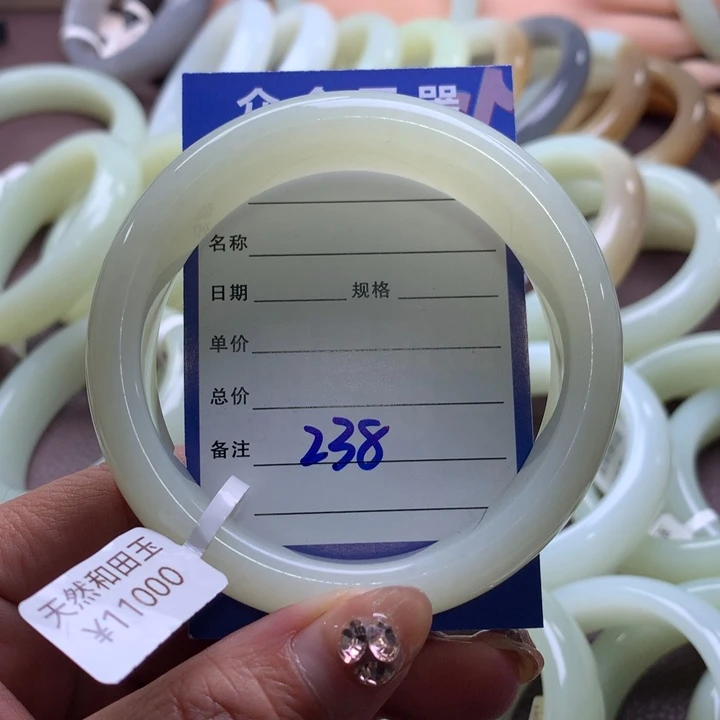 名称
日期 规格
单价
总价
备注 238
天然和田玉
¥11000